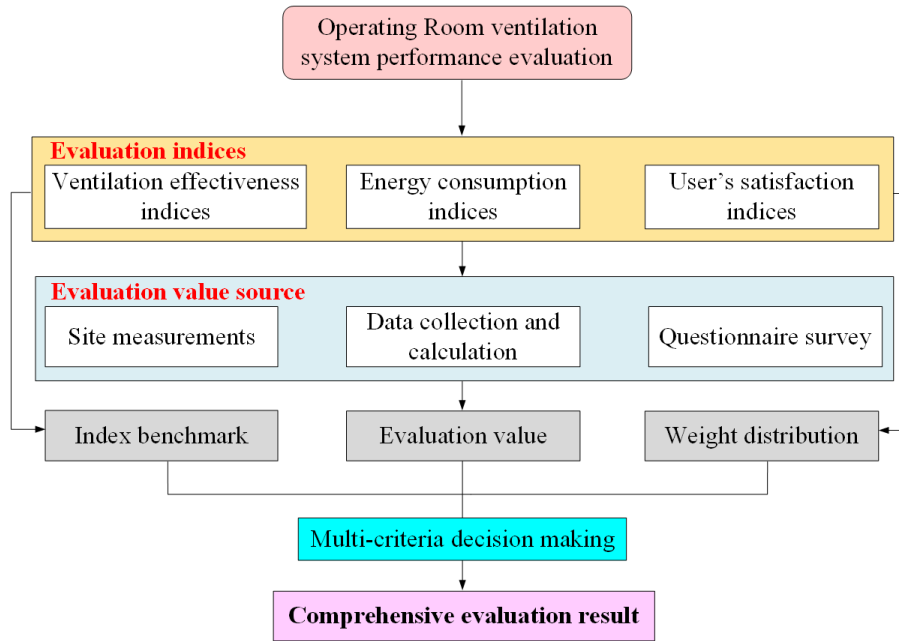 Operating Room ventilation
system performance evaluation
Evaluation indices
Ventilation effectiveness
indices
Energy consumption
indices
User’s satisfaction
indices
Evaluation value source
Site measurements
Data collection and
calculation
Questionnaire survey
Index benchmark
Evaluation value
Weight distribution
Multi-criteria decision making
Comprehensive evaluation result